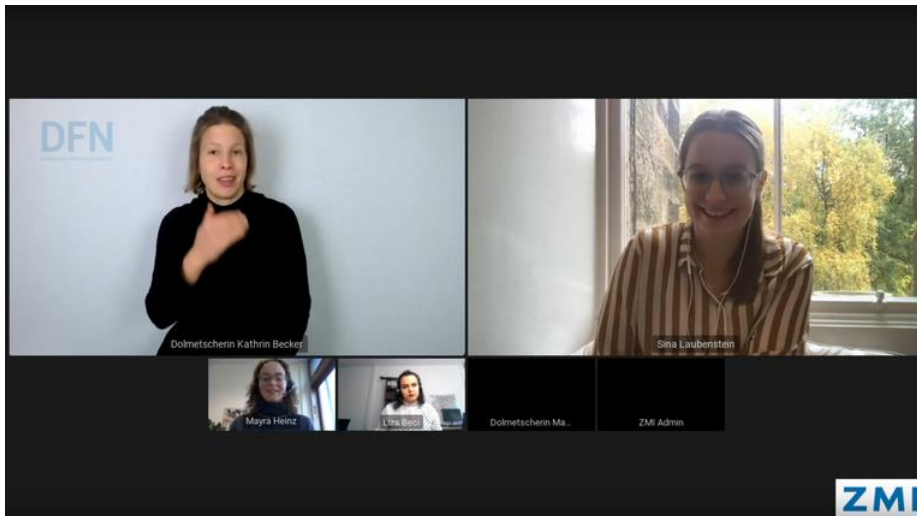 DFN
Dolmetscherin Kathrin Becker
Sina Laubenstein
Mayra Heinz
Liza Beci
Dolmetscherin Ma...
ZMI Admin
ZMI